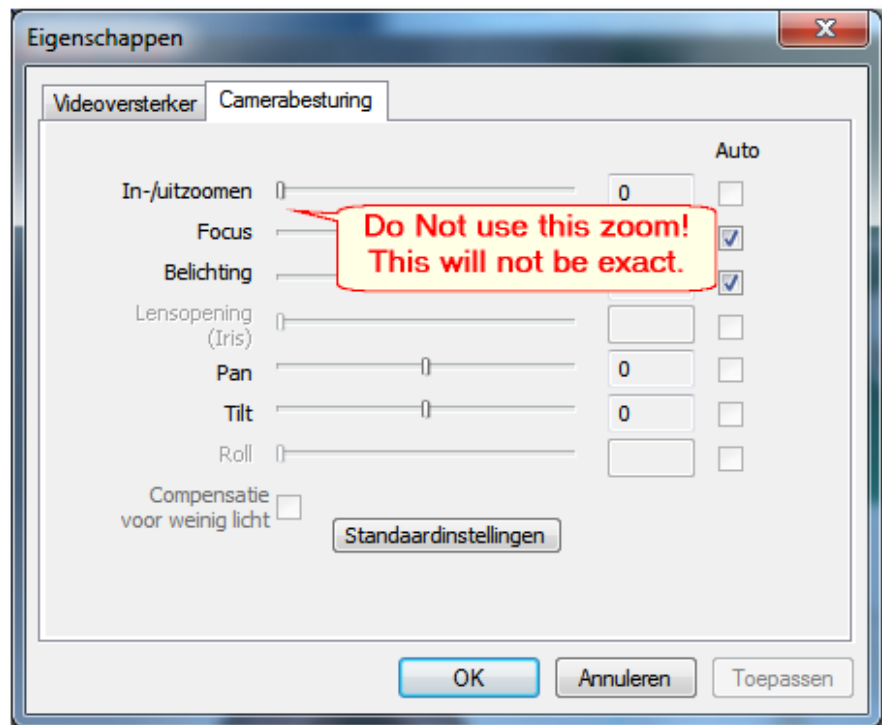 Eigenschappen
Videoversterker
Camerabesturing
Auto
In-/uitzoomen
0
Do Not use this zoom!
This will not be exact.
Focus
Belichting
Lensopening
(Iris)
Pan
0
Tilt
0
Roll
Compensatie
voor weinig licht
Standaardinstellingen
OK
Annuleren
Toepassen